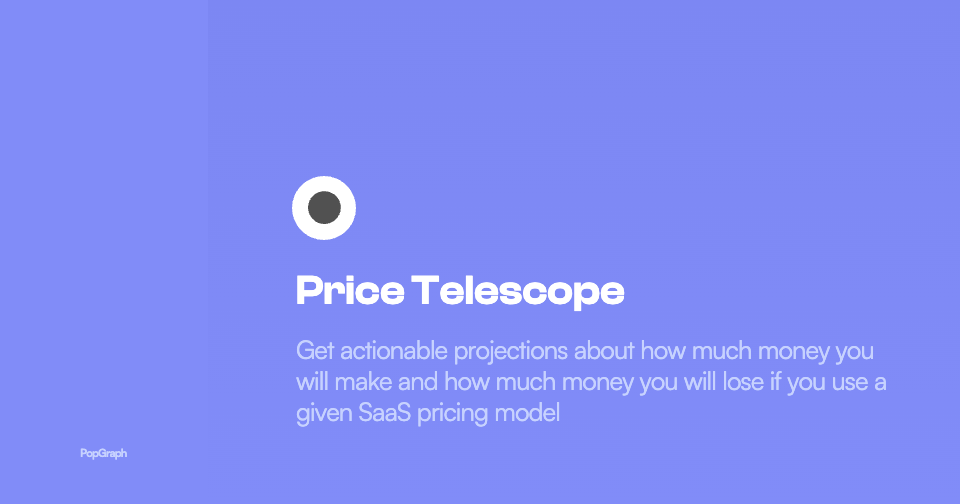 Price Telescope
Get actionable projections about how much money you
will make and how much money you will lose if you use a
given SaaS pricing model
PopGraph